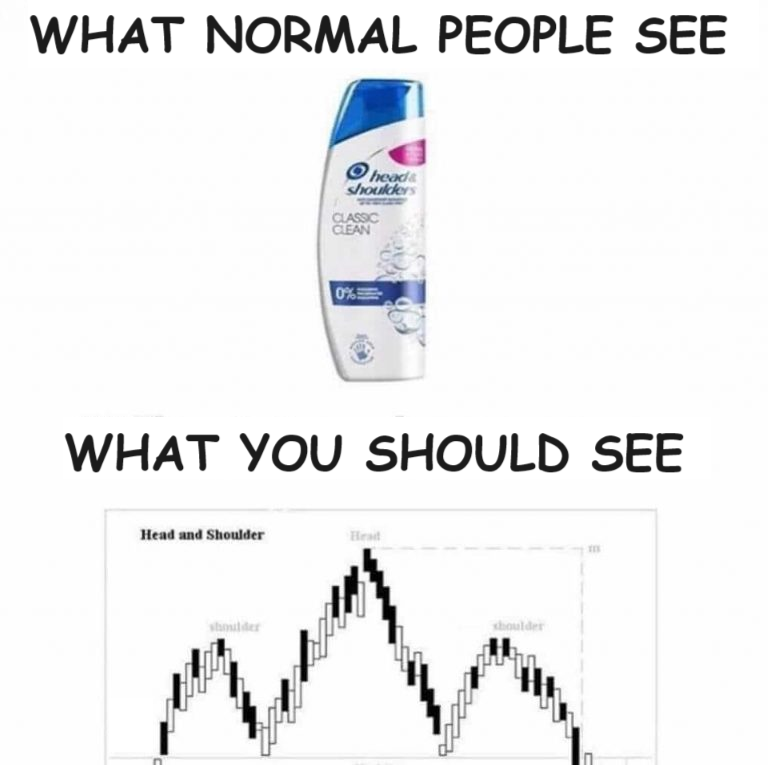 WHAT NORMAL PEOPLE SEE
head&
shoulders
CLASSIC
CLEAN
0%
WHAT YOU SHOULD SEE
Head and Shoulder
Head
m
shoulder
shoulder